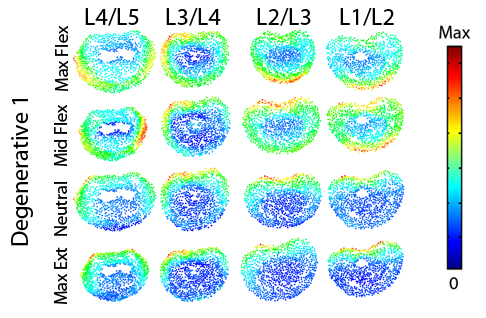 L4/L5 L3/L4 L2/L3 L1/L2
Max
Degenerative 1
Max Flex
Mid Flex
Neutral
Max Ext
0